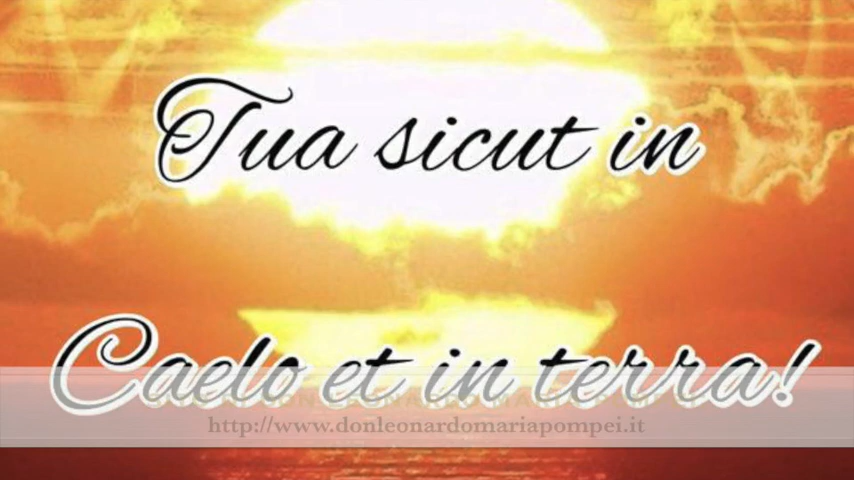 Tua sicut in
Caelo et in terra!
http://www.donleonardomariapompei.it